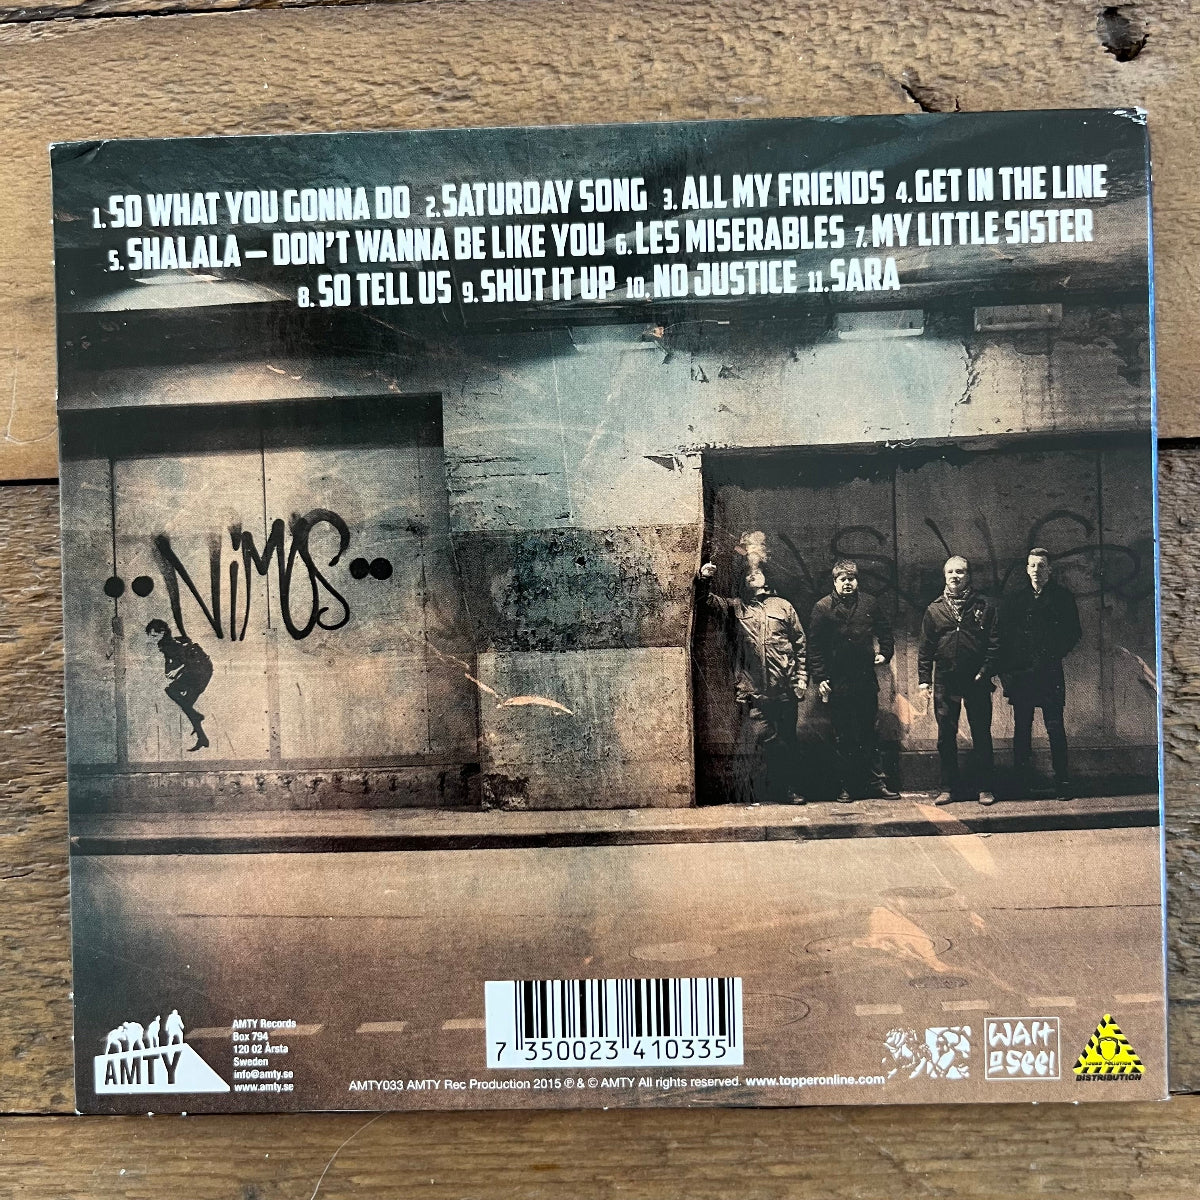 1. SO WHAT YOU GONNA DO 2. SATURDAY SONG 3. ALL MY FRIENDS 4. GET IN THE LINE
5. SHALALA – DON'T WANNA BE LIKE YOU 6. LES MISERABLES 7. MY LITTLE SISTER
8. SO TELL US 9. SHUT IT UP 10. NO JUSTICE 11. SARA
NiMOS
AMTY
AMTY Records
Box 794
120 02 Årsta
Sweden
info@amty.se
www.amty.se
7 350023 410335
AMTY033 AMTY Rec Production 2015 ℗ & © AMTY All rights reserved. www.topperonline.com
WAIt
SEE!
SOUND POLLUTION
DISTRIBUTION